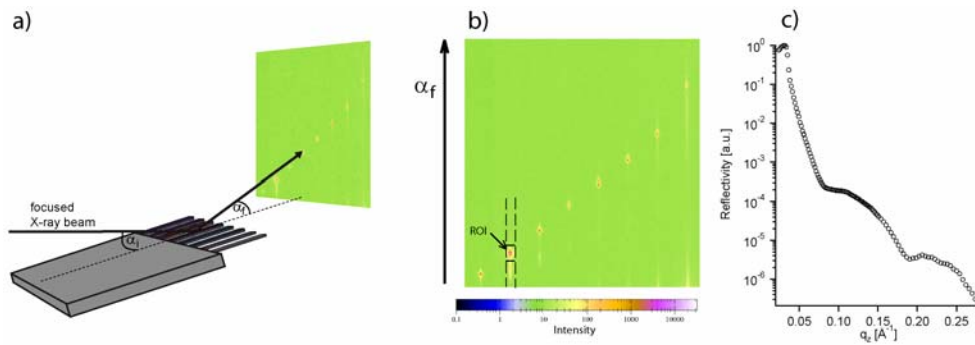 a)
focused
X-ray beam
αi
αf
b)
αf
ROI
0.1 1 10 100 1000
Intensity
c)
Reflectivity [a.u.]
10^0
10^-1
10^-2
10^-3
10^-4
10^-5
10^-6
0.05 0.10 0.15 0.20 0.25
qz [Å^-1]